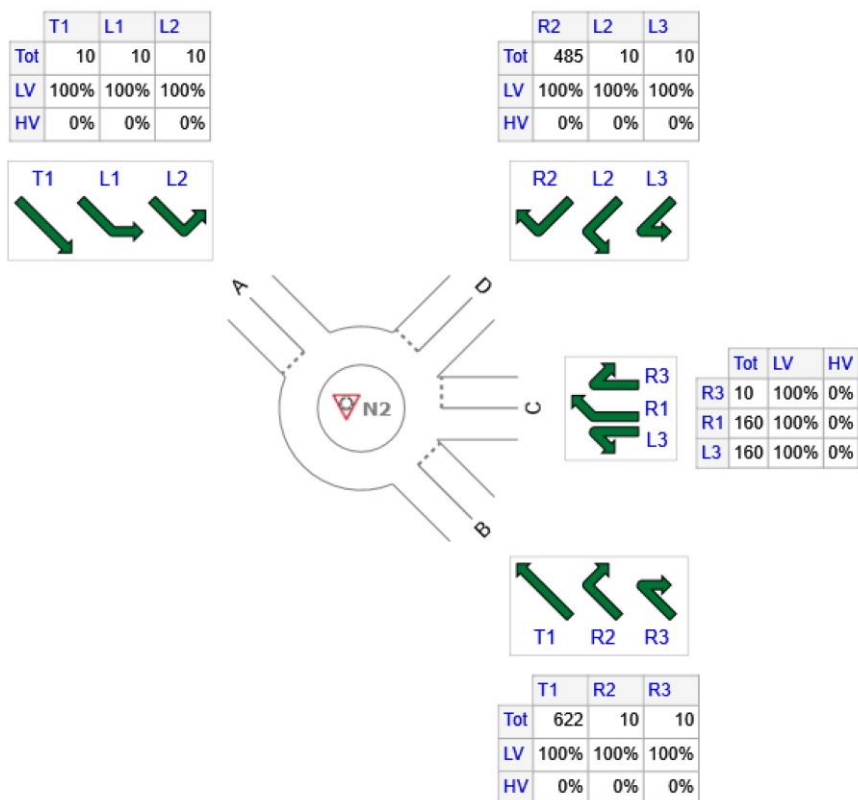 T1 L1 L2
Tot 10 10 10
LV 100% 100% 100%
HV 0% 0% 0%
R2 L2 L3
Tot 485 10 10
LV 100% 100% 100%
HV 0% 0% 0%
T1 L1 L2
R2 L2 L3
A
D
N2
C
B
R3
R1
L3
Tot LV HV
R3 10 100% 0%
R1 160 100% 0%
L3 160 100% 0%
T1 R2 R3
T1 R2 R3
Tot 622 10 10
LV 100% 100% 100%
HV 0% 0% 0%